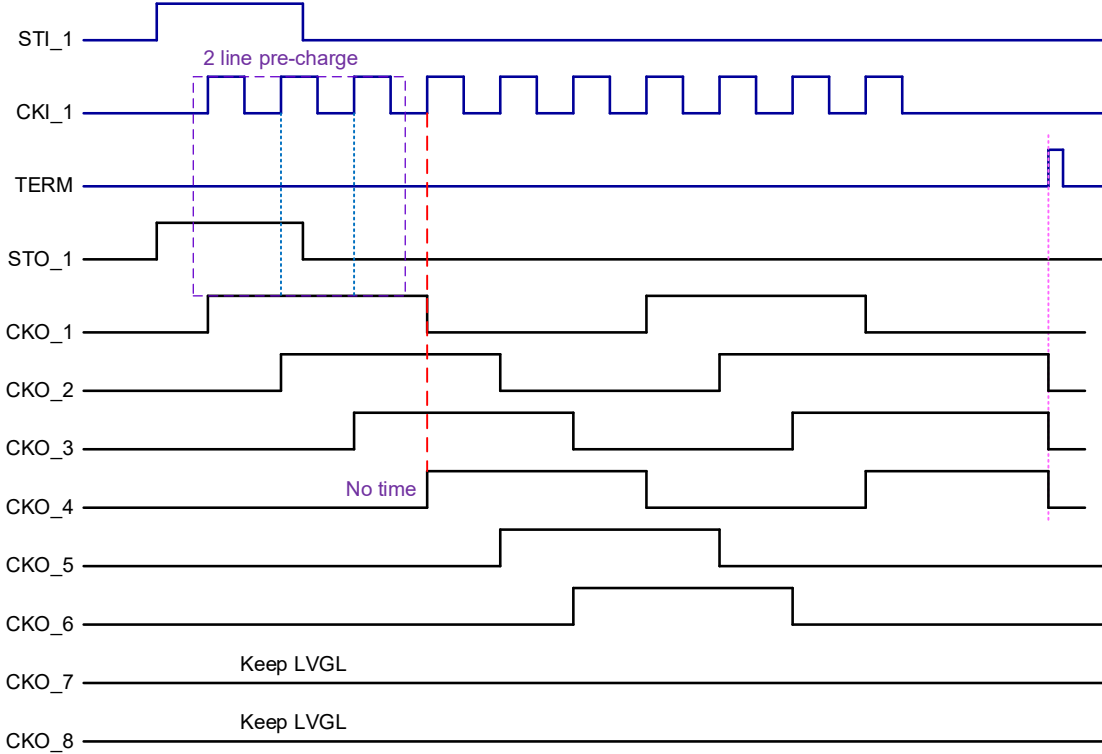 STI_1
2 line pre-charge
CKI_1
TERM
STO_1
CKO_1
CKO_2
CKO_3
No time
CKO_4
CKO_5
CKO_6
Keep LVGL
CKO_7
Keep LVGL
CKO_8